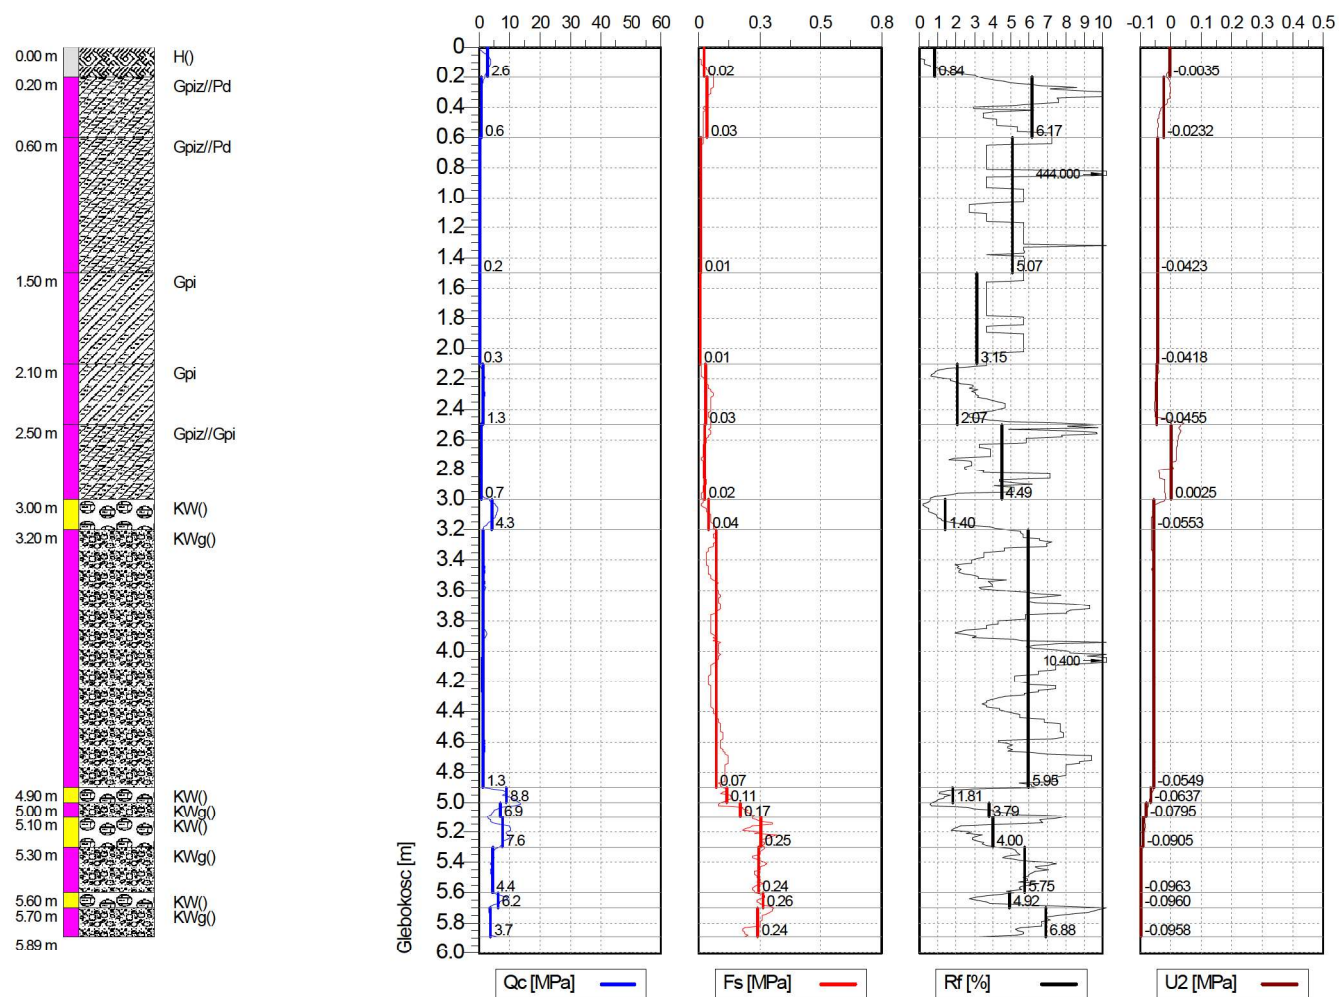 0 10 20 30 40 50 60
0 0.3 0.5 0.8
0 1 2 3 4 5 6 7 8 9 10
-0.1 0 0.1 0.2 0.3 0.4 0.5
0.00 m H()
0.20 m Gpiz//Pd
0.60 m Gpiz//Pd
1.50 m Gpi
2.10 m Gpi
2.50 m Gpiz//Gpi
3.00 m KW()
3.20 m KWg()
4.90 m KW()
5.00 m KWg()
5.10 m KW()
5.30 m KWg()
5.60 m KW()
5.70 m KWg()
5.89 m
Glebokosc [m]
0
0.2
0.4
0.6
0.8
1.0
1.2
1.4
1.6
1.8
2.0
2.2
2.4
2.6
2.8
3.0
3.2
3.4
3.6
3.8
4.0
4.2
4.4
4.6
4.8
5.0
5.2
5.4
5.6
5.8
6.0
2.6 0.02 0.84 -0.0035
0.6 0.03 6.17 -0.0232
444.000
0.2 0.01 5.07 -0.0423
0.3 0.01 3.15 -0.0418
1.3 0.03 2.07 -0.0455
0.7 0.02 4.49 0.0025
4.3 0.04 1.40 -0.0553
10.400
1.3 0.07 5.95 -0.0549
8.8 0.11 1.81 -0.0637
6.9 0.17 3.79 -0.0795
7.6 0.25 4.00 -0.0905
4.4 0.24 5.75 -0.0963
6.2 0.26 4.92 -0.0960
3.7 0.24 6.88 -0.0958
Qc [MPa]
Fs [MPa]
Rf [%]
U2 [MPa]